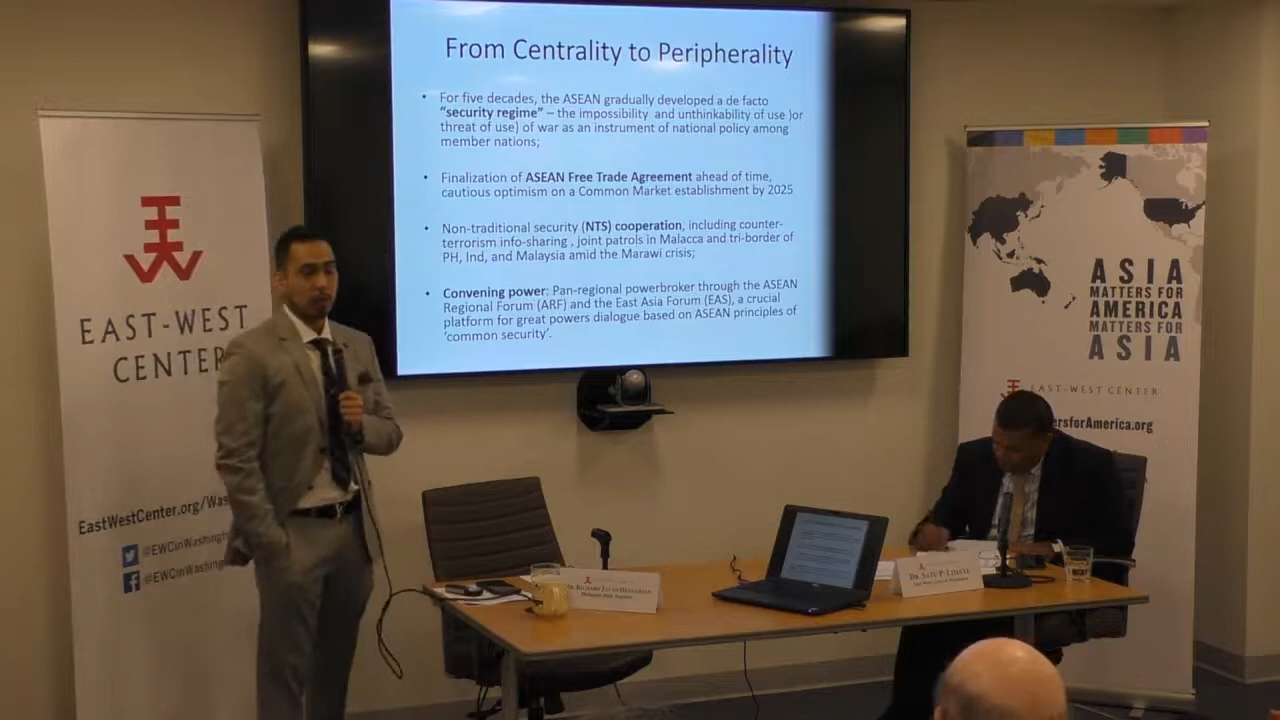 From Centrality to Peripherality
• For five decades, the ASEAN gradually developed a de facto
“security regime” – the impossibility and unthinkability of use )or
threat of use) of war as an instrument of national policy among
member nations;
• Finalization of ASEAN Free Trade Agreement ahead of time,
cautious optimism on a Common Market establishment by 2025
• Non-traditional security (NTS) cooperation, including counter-
terrorism info-sharing , joint patrols in Malacca and tri-border of
PH, Ind, and Malaysia amid the Marawi crisis;
• Convening power: Pan-regional powerbroker through the ASEAN
Regional Forum (ARF) and the East Asia Forum (EAS), a crucial
platform for great powers dialogue based on ASEAN principles of
‘common security’.
EAST-WEST
CENTER
EastWestCenter.org/Was
@EWCinWashingt
@EWCinWashing
ASIA
MATTERS FOR
AMERICA
MATTERS FOR
ASIA
EAST-WEST CENTER
ersforAmerica.org
Dr. Satu P. Limaye